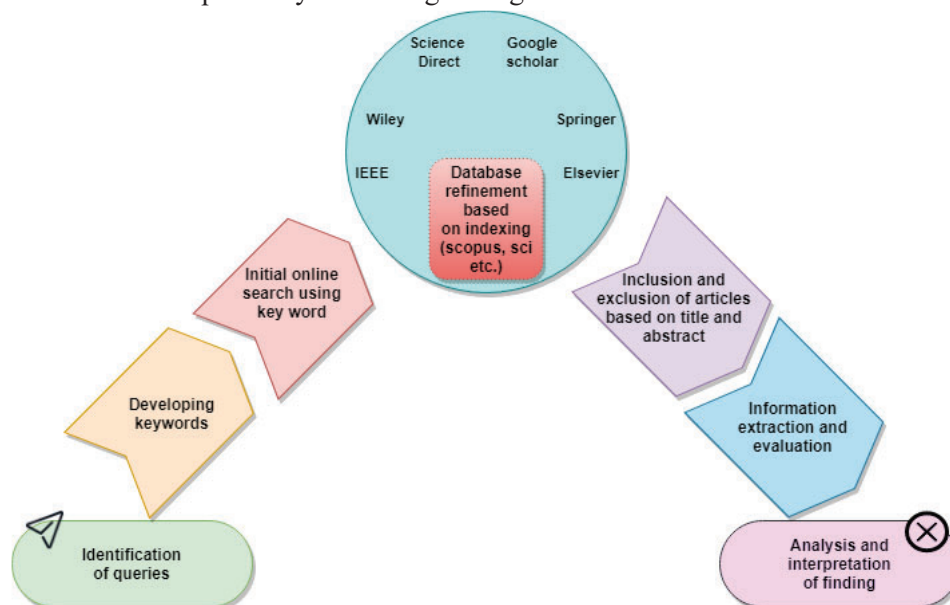 Science
Direct
Google
scholar
Wiley
Springer
IEEE
Elsevier
Database
refinement
based
on indexing
(scopus, sci
etc.)
Initial online
search using
key word
Inclusion and
exclusion of articles
based on title and
abstract
Developing
keywords
Information
extraction and
evaluation
Identification
of queries
Analysis and
interpretation
of finding